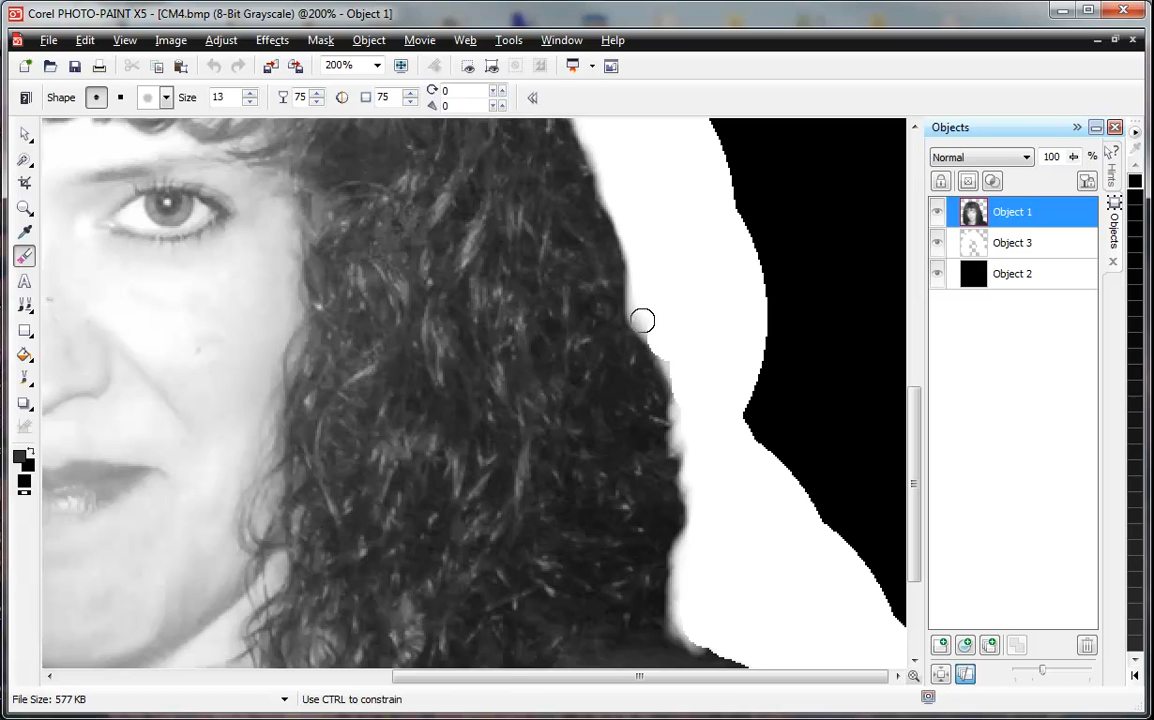 Corel PHOTO-PAINT X5 - [CM4.bmp (8-Bit Grayscale) @200% - Object 1]
File Edit View Image Adjust Effects Mask Object Movie Web Tools Window Help
200%
Shape Size 13 75 75 0
0
Objects
Normal 100 %
Hints
Objects
Object 1
Object 3
Object 2
File Size: 577 KB Use CTRL to constrain